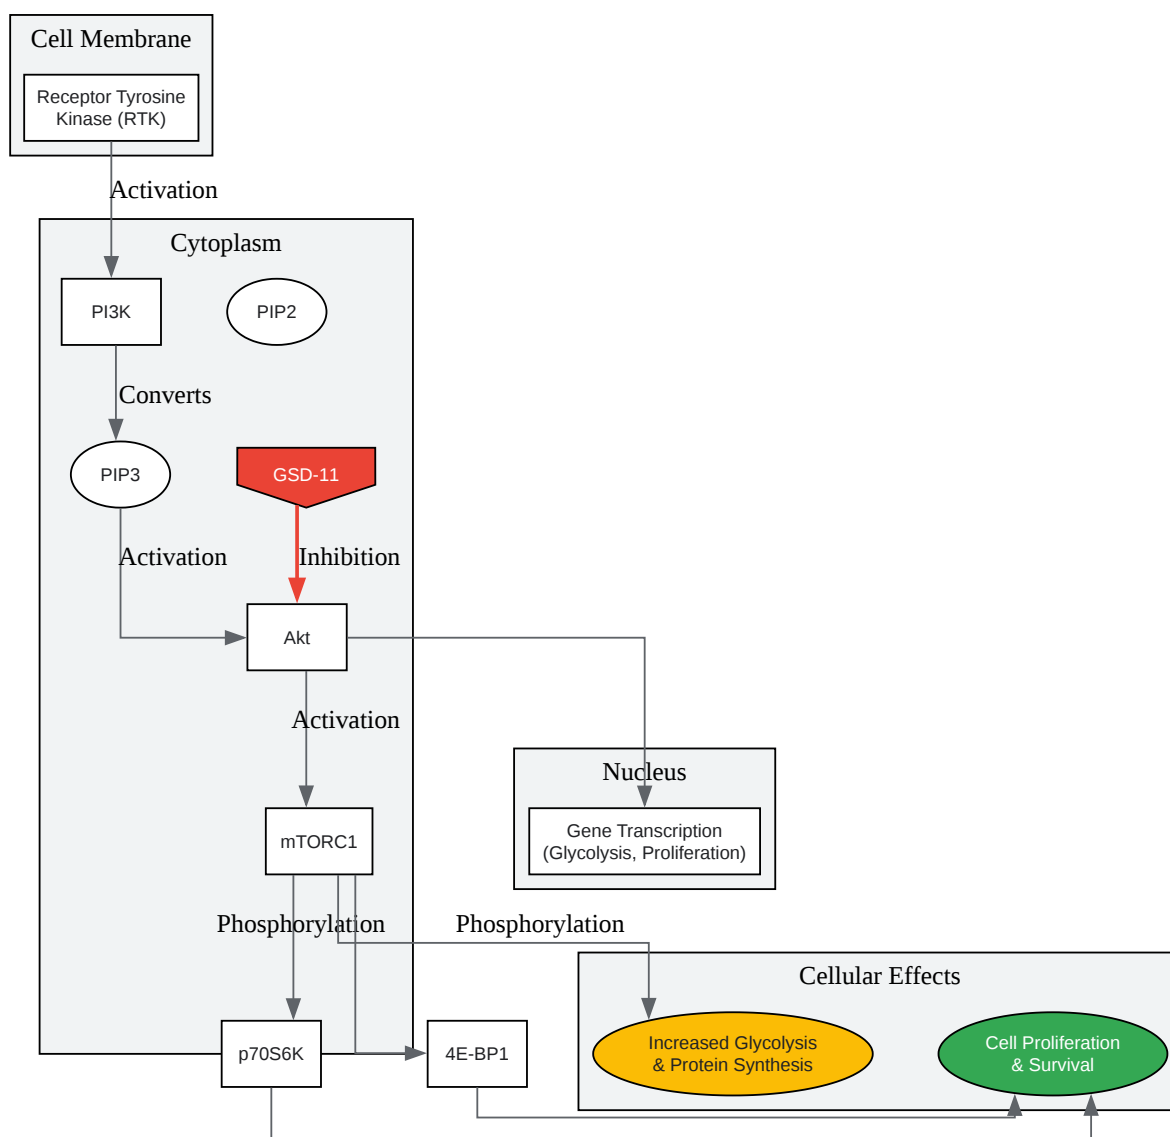 Cell Membrane
Receptor Tyrosine
Kinase (RTK)
Activation
Cytoplasm
PI3K
PIP2
Converts
PIP3
GSD-11
Activation
Inhibition
Akt
Activation
Nucleus
mTORC1
Gene Transcription
(Glycolysis, Proliferation)
Phosphorylation
Phosphorylation
Cellular Effects
p70S6K
4E-BP1
Increased Glycolysis
& Protein Synthesis
Cell Proliferation
& Survival